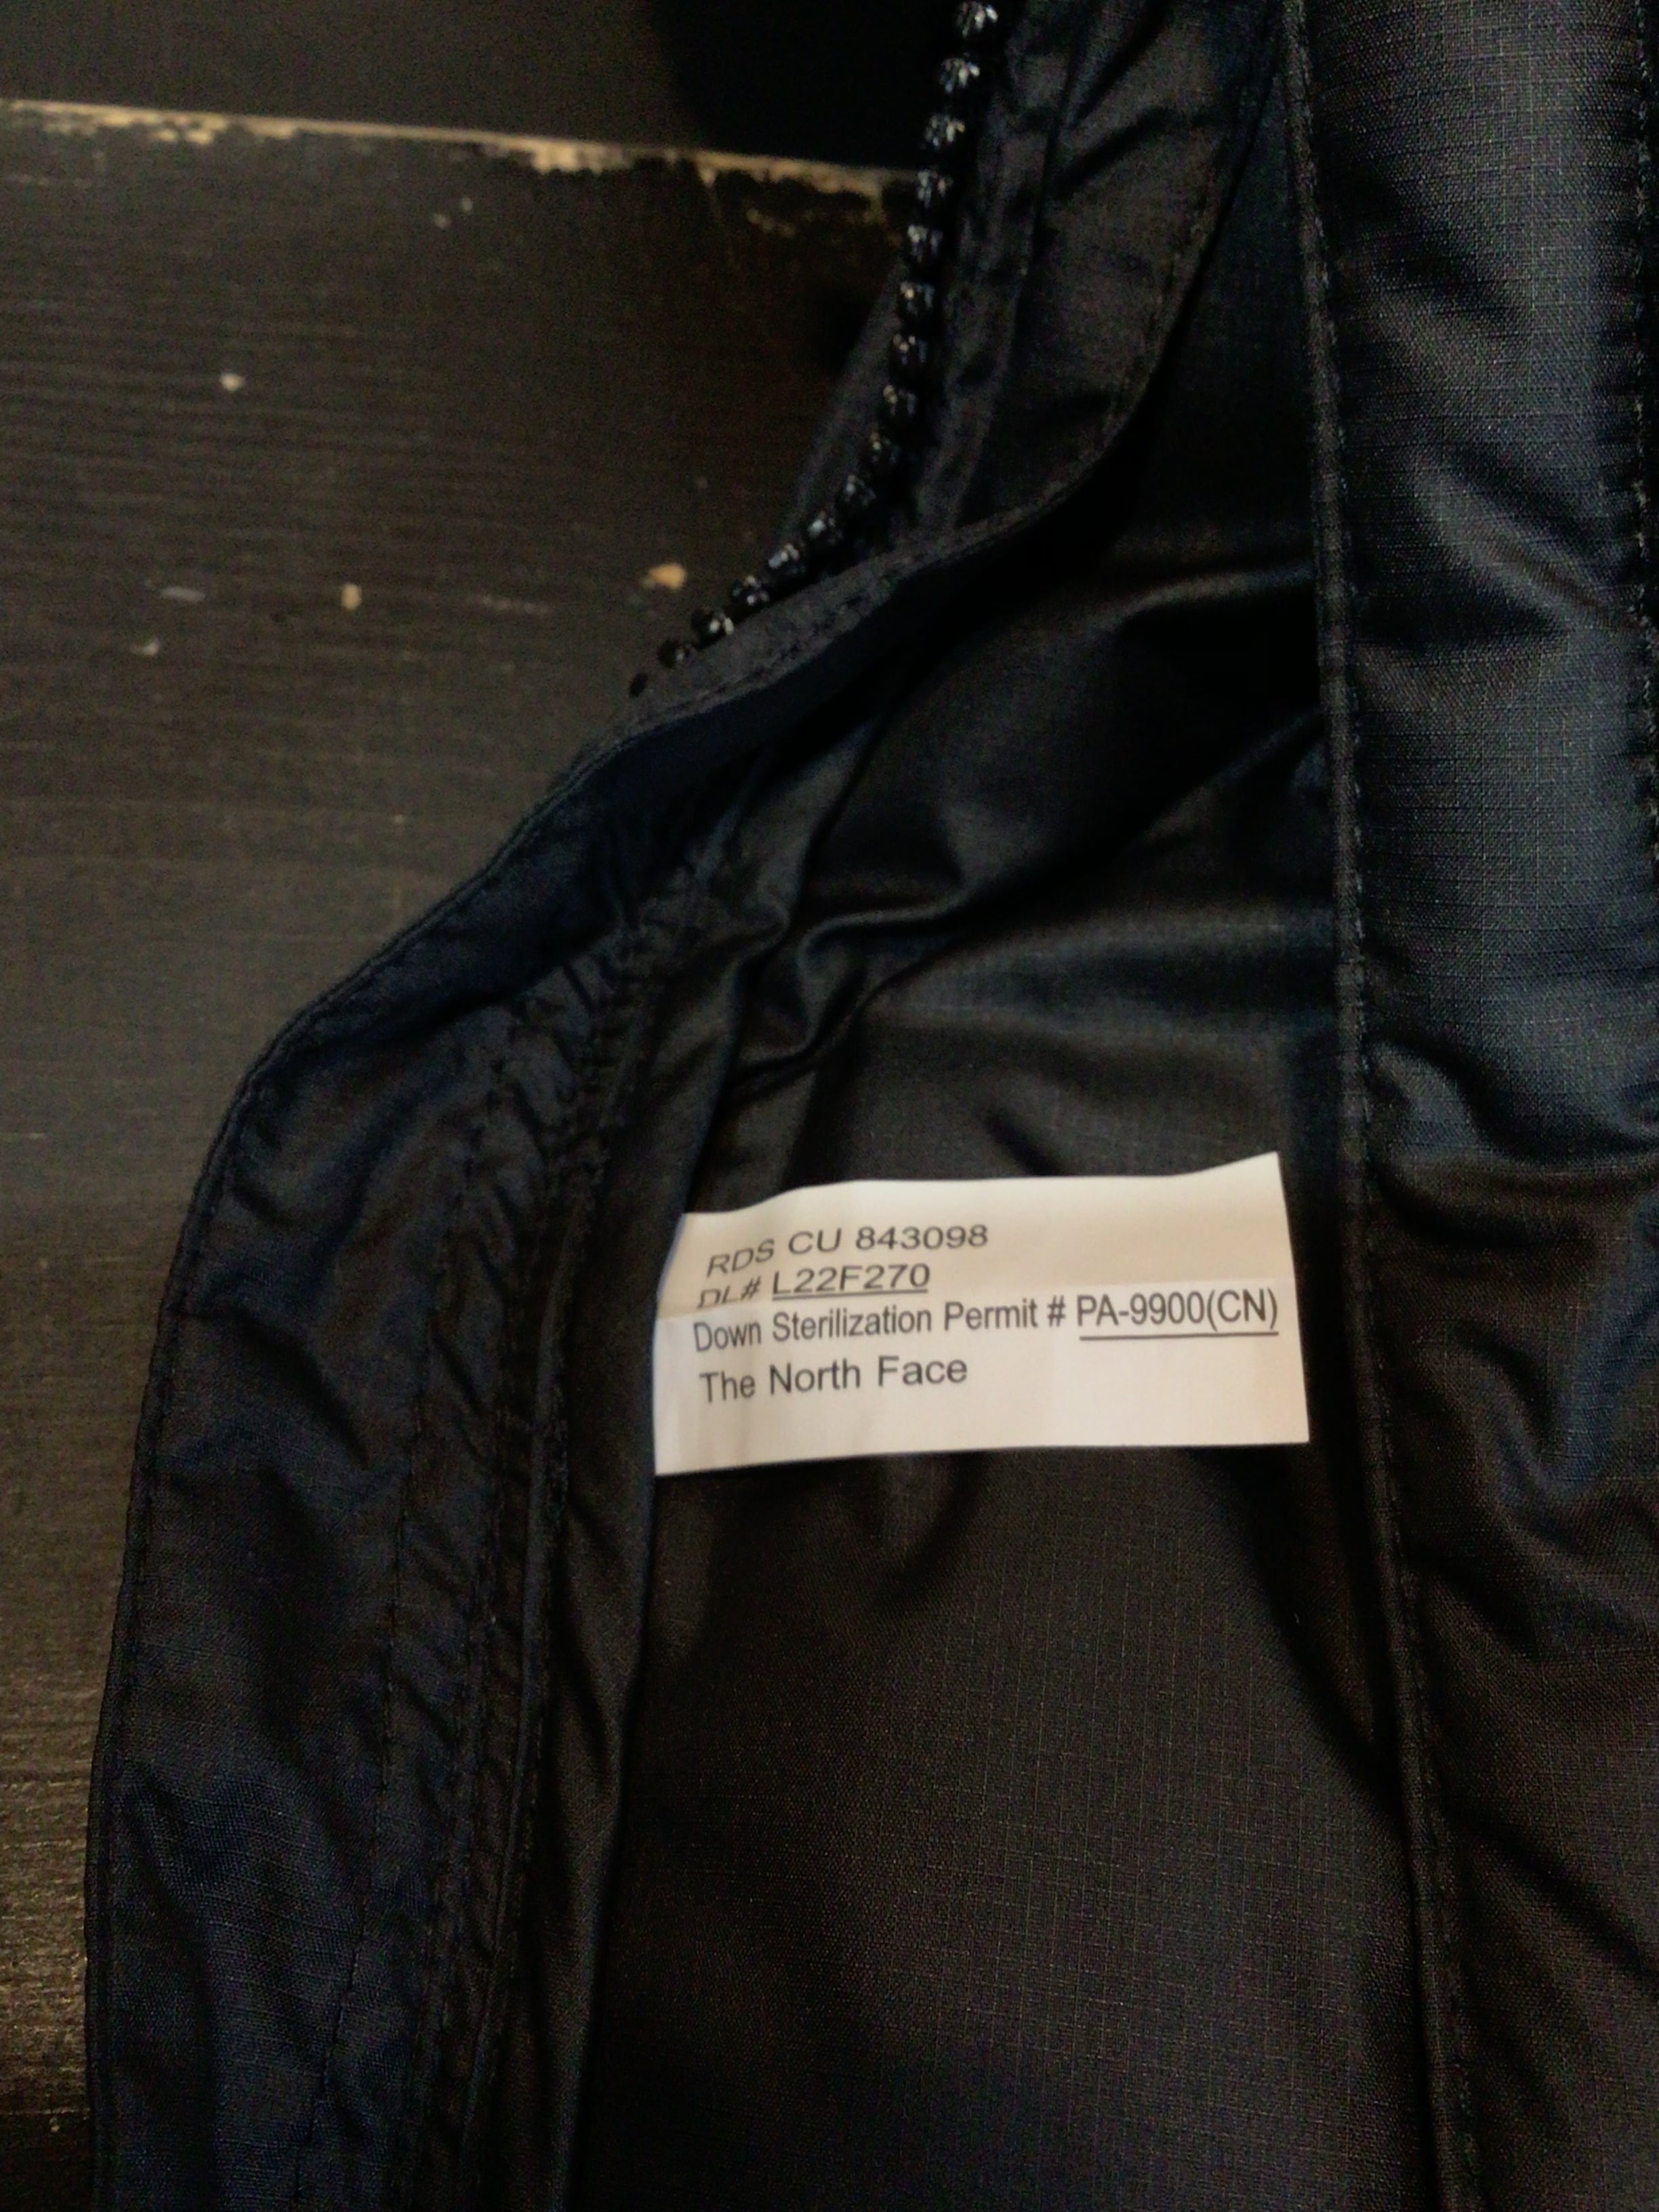 RDS CU 843098
DL# L22F270
Down Sterilization Permit # PA-9900(CN)
The North Face